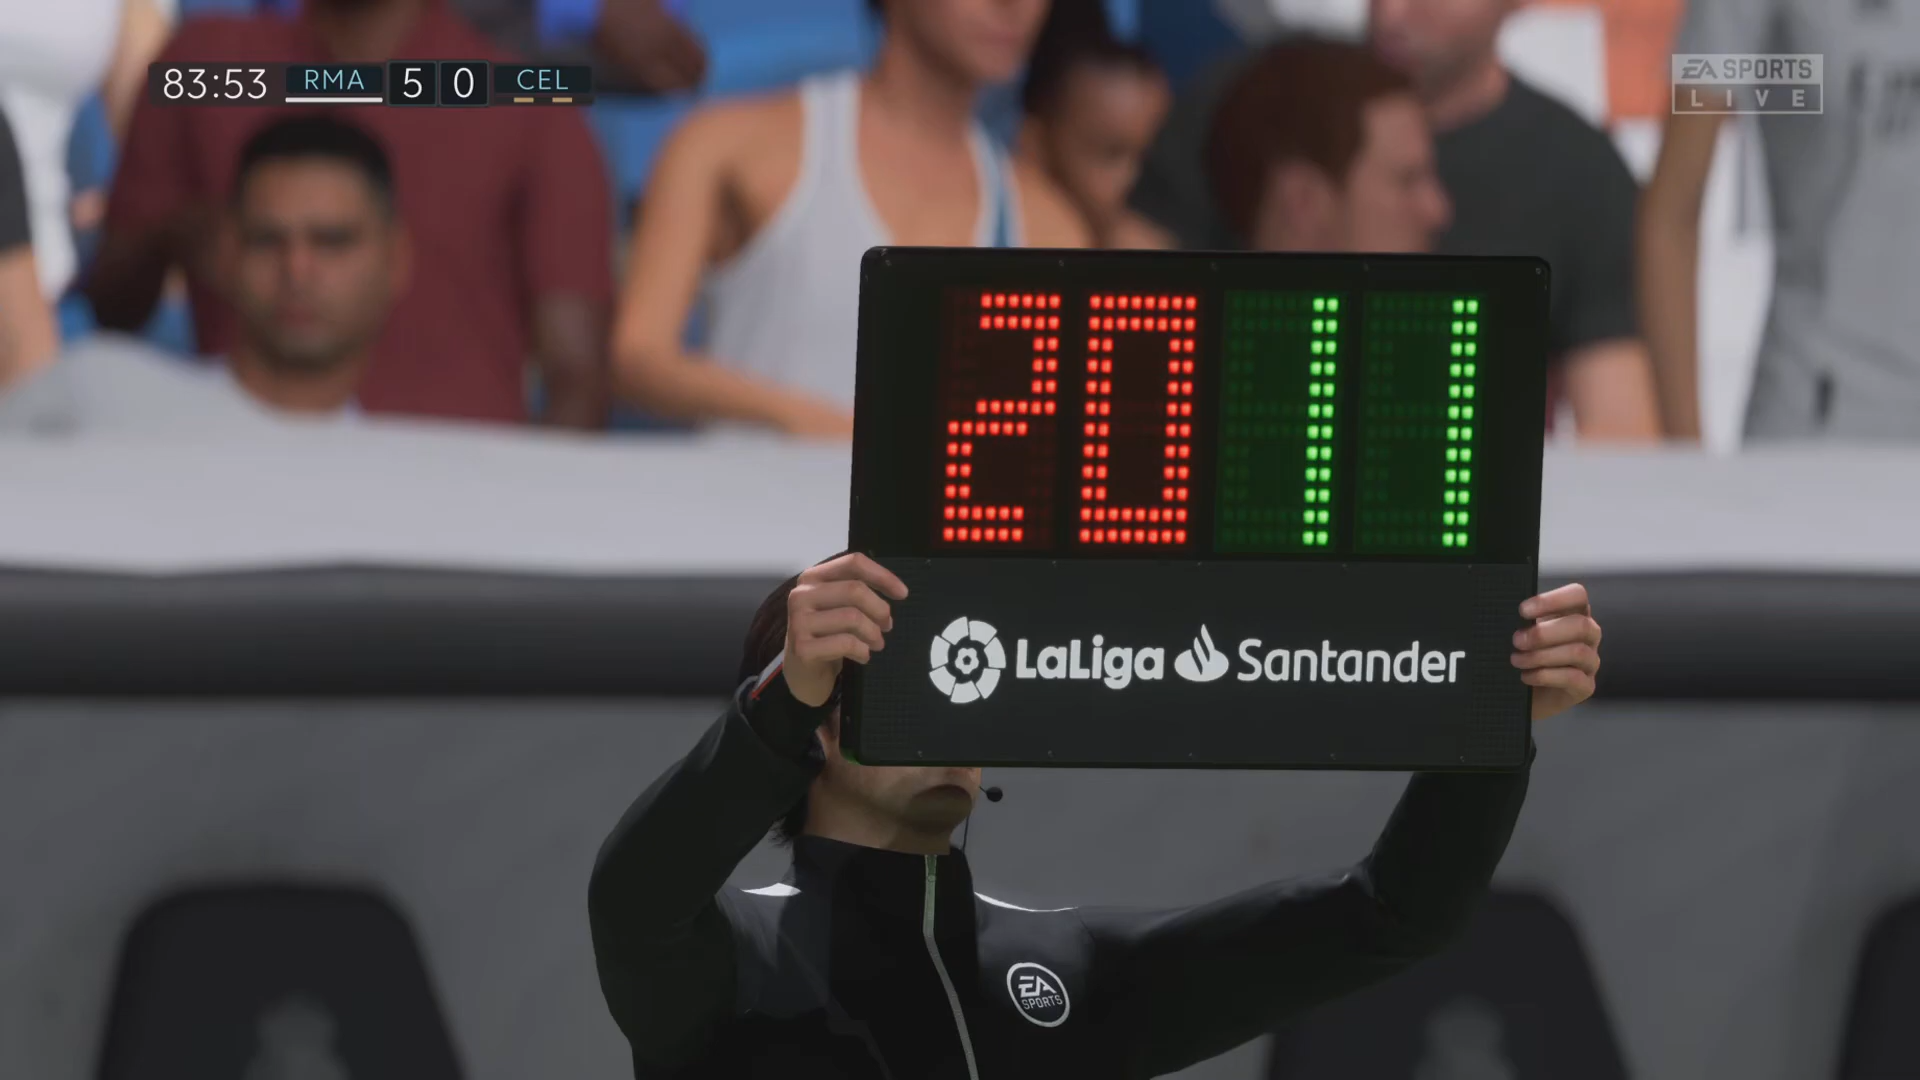 83:53 RMA 5 0 CEL
EA SPORTS
LIVE
20 11
LaLiga Santander
EA
SPORTS